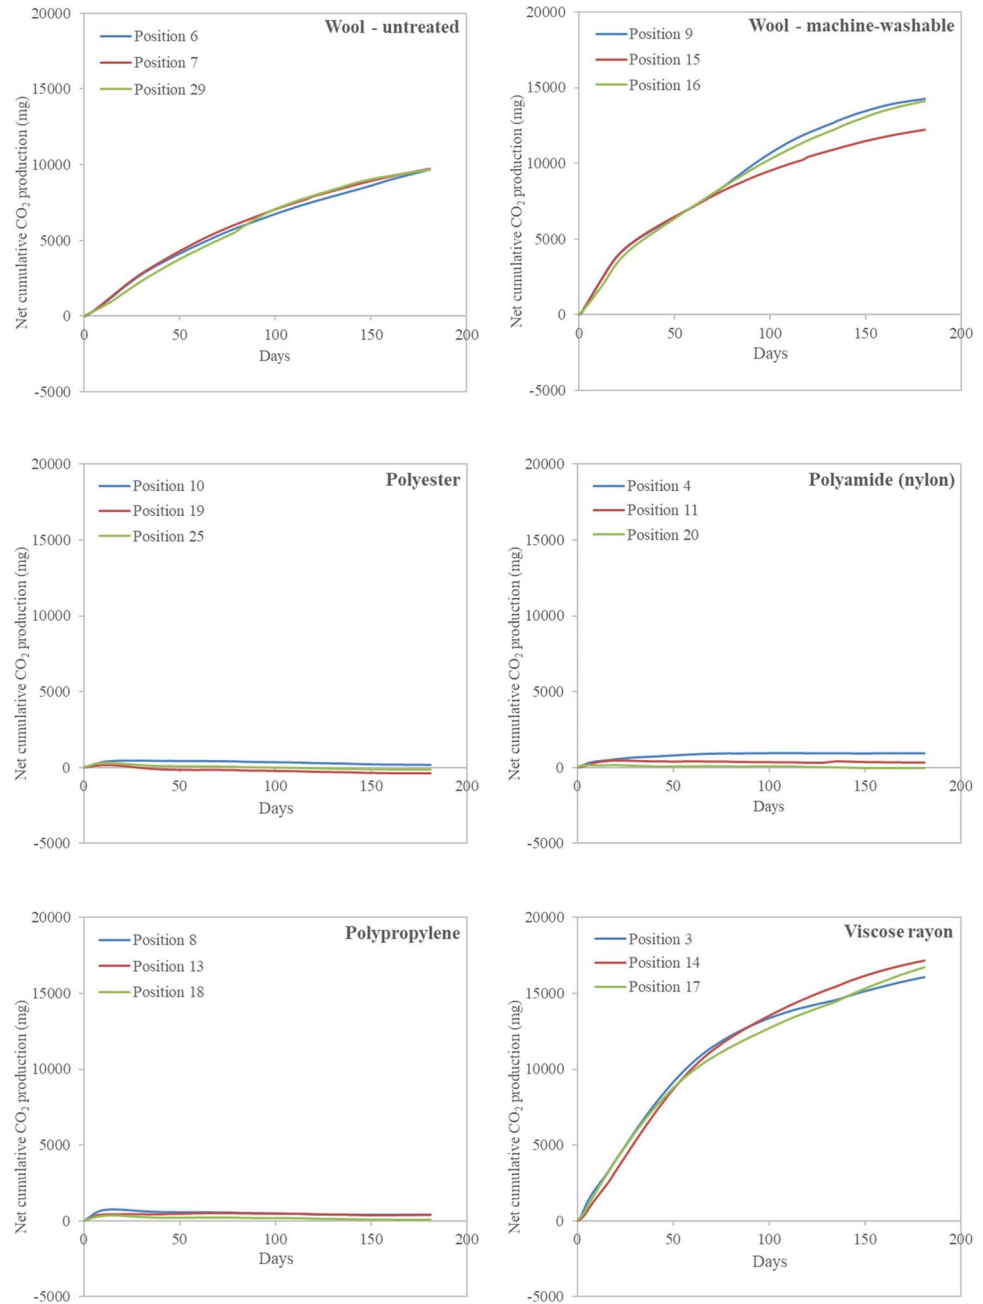 Wool - untreated
Position 6
Position 7
Position 29
Net cumulative CO₂ production (mg)
20000
15000
10000
5000
0
-5000
0 50 100 150 200
Days
Wool - machine-washable
Position 9
Position 15
Position 16
Net cumulative CO₂ production (mg)
20000
15000
10000
5000
0
-5000
0 50 100 150 200
Days
Polyester
Position 10
Position 19
Position 25
Net cumulative CO₂ production (mg)
20000
15000
10000
5000
0
-5000
0 50 100 150 200
Days
Polyamide (nylon)
Position 4
Position 11
Position 20
Net cumulative CO₂ production (mg)
20000
15000
10000
5000
0
-5000
0 50 100 150 200
Days
Polypropylene
Position 8
Position 13
Position 18
Net cumulative CO₂ production (mg)
20000
15000
10000
5000
0
-5000
0 50 100 150 200
Days
Viscose rayon
Position 3
Position 14
Position 17
Net cumulative CO₂ production (mg)
20000
15000
10000
5000
0
-5000
0 50 100 150 200
Days